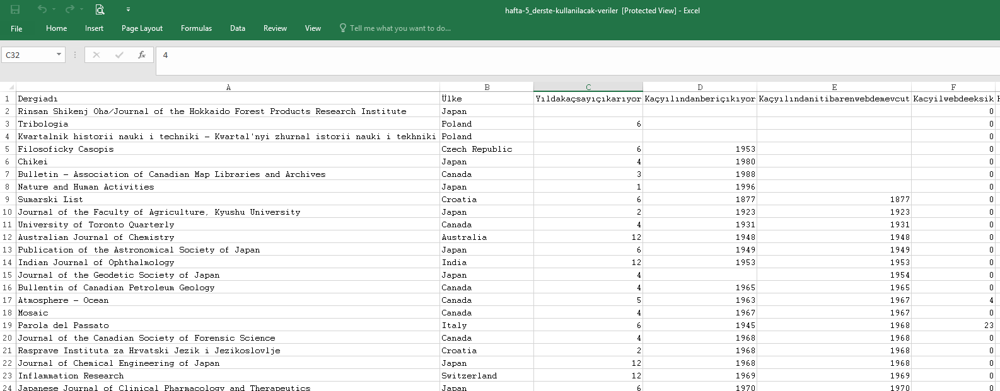 hafta-5_derste-kullanilacak-veriler [Protected View] - Excel
File Home Insert Page Layout Formulas Data Review View Tell me what you want to do...
C32 fx 4
A B C D E F
1 Dergiadı Ülke Yıldakaçsayıçıkarıyor Kaçyılındanberiçıkıyor Kaçyılındanitibarenwebdemevcut Kacyilwebdeeksik
2 Rinsan Shikenj Oha/Journal of the Hokkaido Forest Products Research Institute Japan 0
3 Tribologia Poland 6 0
4 Kwartalnik historii nauki i techniki - Kwartal'nyi zhurnal istorii nauki i tekhniki Poland 0
5 Filosoficky Casopis Czech Republic 6 1953 0
6 Chikei Japan 4 1980 0
7 Bulletin - Association of Canadian Map Libraries and Archives Canada 3 1988 0
8 Nature and Human Activities Japan 1 1996 0
9 Sumarski List Croatia 6 1877 1877 0
10 Journal of the Faculty of Agriculture, Kyushu University Japan 2 1923 1923 0
11 University of Toronto Quarterly Canada 4 1931 1931 0
12 Australian Journal of Chemistry Australia 12 1948 1948 0
13 Publication of the Astronomical Society of Japan Japan 6 1949 1949 0
14 Indian Journal of Ophthalmology India 12 1953 1953 0
15 Journal of the Geodetic Society of Japan Japan 4 1954 0
16 Bullentin of Canadian Petroleum Geology Canada 4 1965 1965 0
17 Atmosphere - Ocean Canada 5 1963 1967 4
18 Mosaic Canada 4 1967 1967 0
19 Parola del Passato Italy 6 1945 1968 23
20 Journal of the Canadian Society of Forensic Science Canada 4 1968 1968 0
21 Rasprave Instituta za Hrvatski Jezik i Jezikoslovlje Croatia 2 1968 1968 0
22 Journal of Chemical Engineering of Japan Japan 12 1968 1968 0
23 Inflammation Research Switzerland 12 1969 1969 0
24 Japanese Journal of Clinical Pharmacology and Therapeutics Japan 6 1970 1970 0